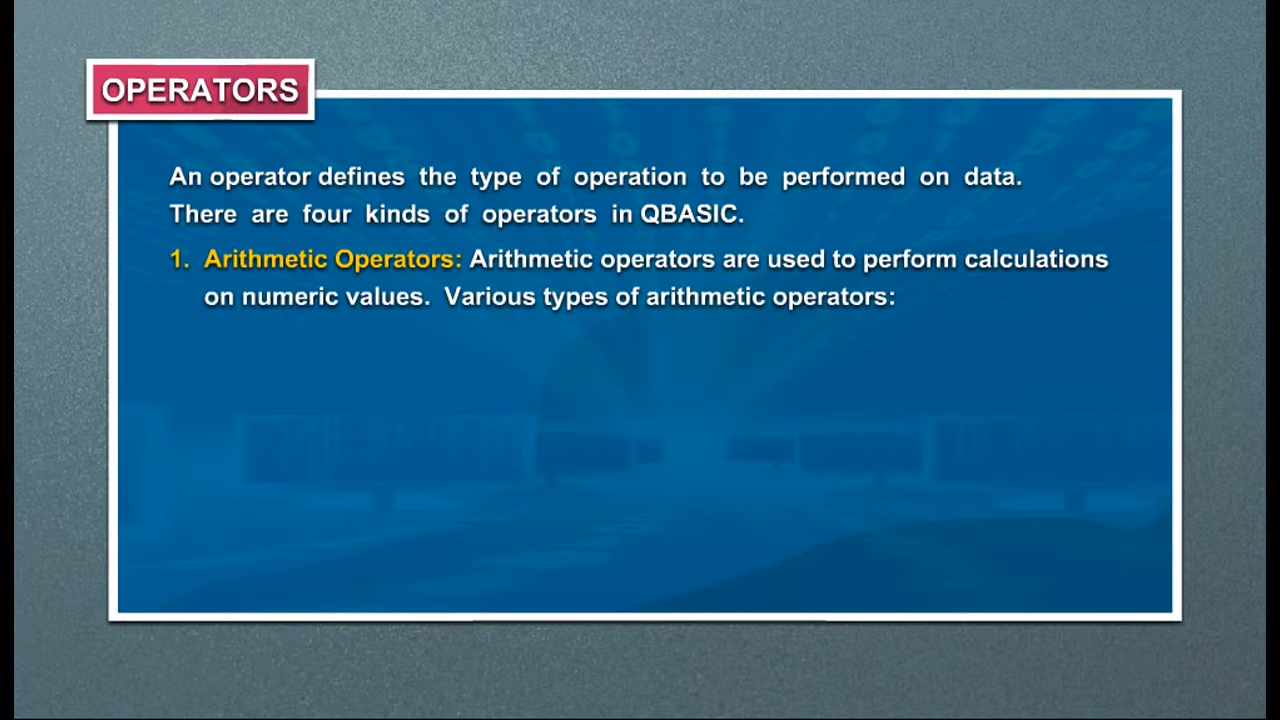 OPERATORS
An operator defines the type of operation to be performed on data.
There are four kinds of operators in QBASIC.
1. Arithmetic Operators: Arithmetic operators are used to perform calculations
on numeric values. Various types of arithmetic operators: